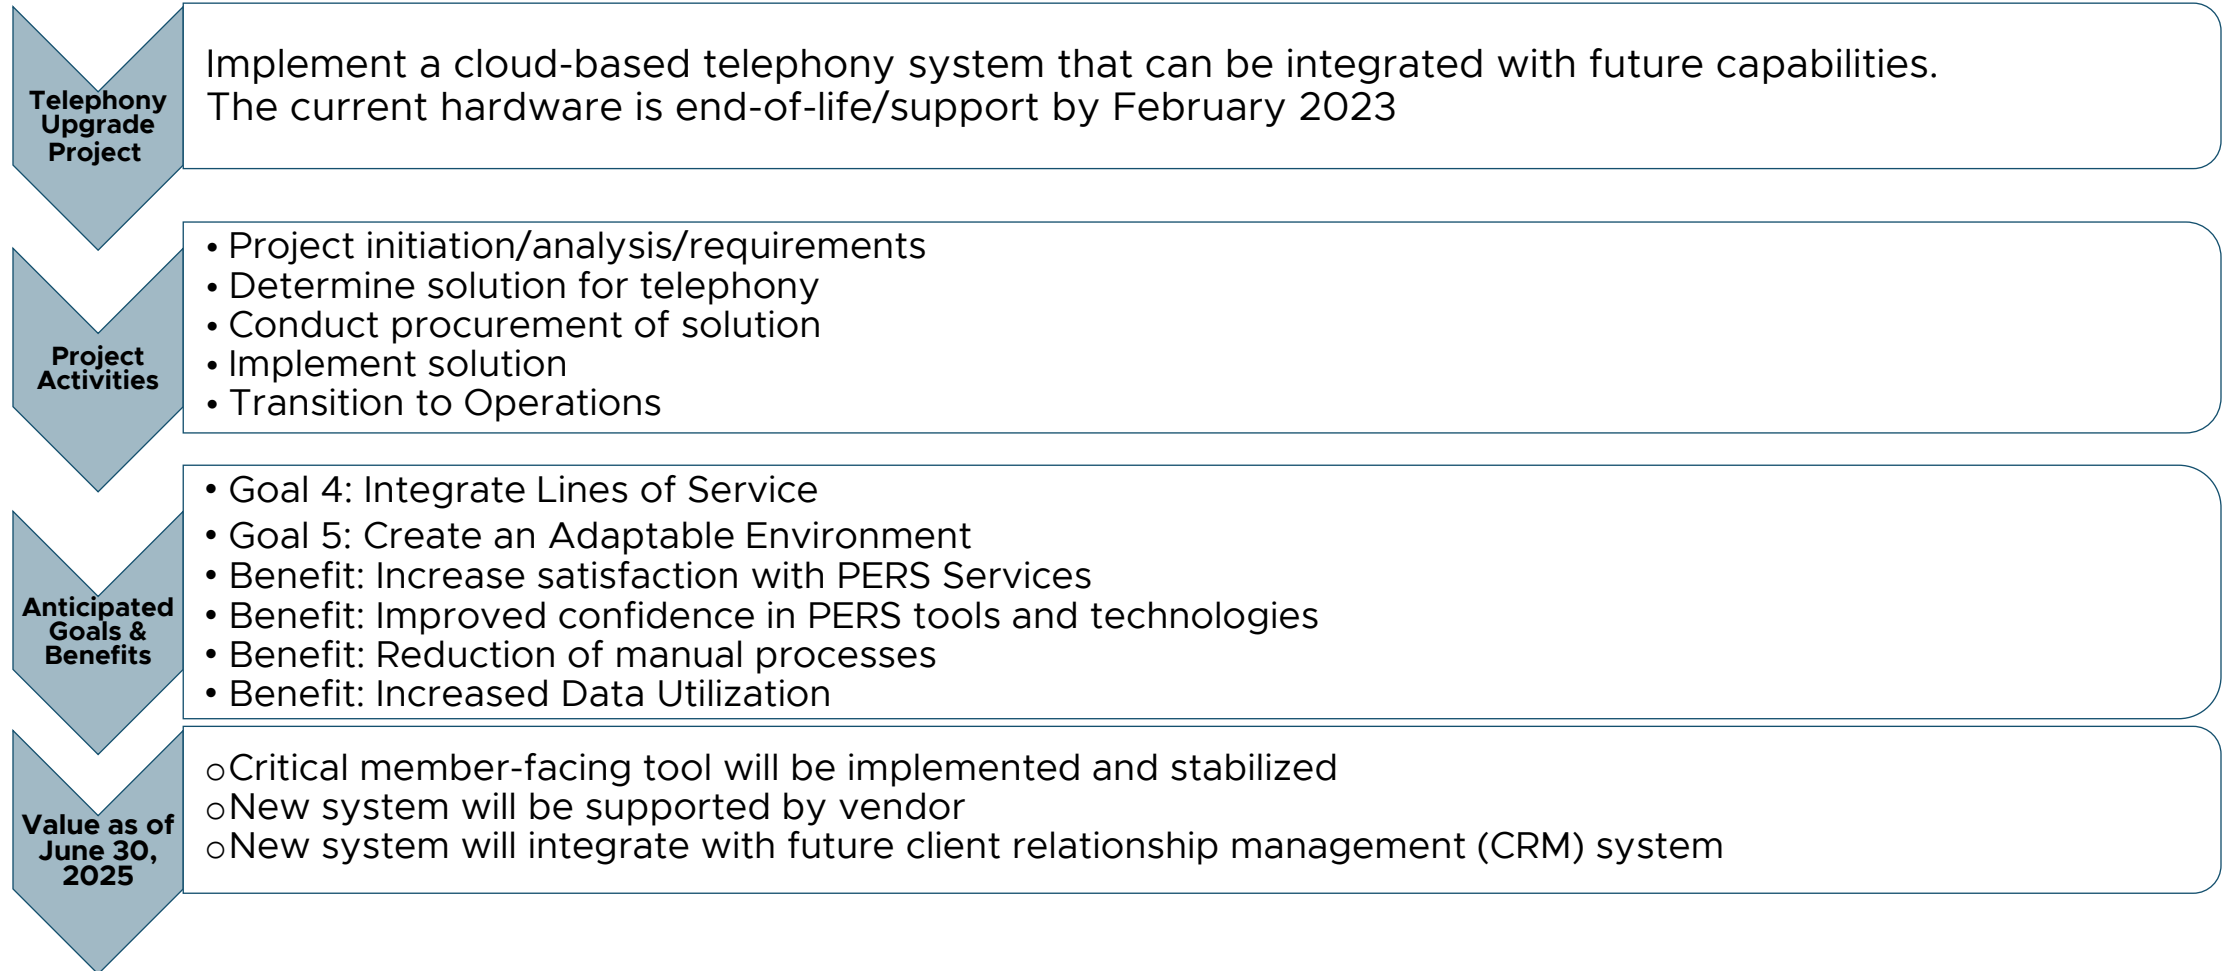 Telephony
Upgrade
Project
Implement a cloud-based telephony system that can be integrated with future capabilities.
The current hardware is end-of-life/support by February 2023
Project
Activities
• Project initiation/analysis/requirements
• Determine solution for telephony
• Conduct procurement of solution
• Implement solution
• Transition to Operations
Anticipated
Goals &
Benefits
• Goal 4: Integrate Lines of Service
• Goal 5: Create an Adaptable Environment
• Benefit: Increase satisfaction with PERS Services
• Benefit: Improved confidence in PERS tools and technologies
• Benefit: Reduction of manual processes
• Benefit: Increased Data Utilization
Value as of
June 30,
2025
○Critical member-facing tool will be implemented and stabilized
○New system will be supported by vendor
○New system will integrate with future client relationship management (CRM) system